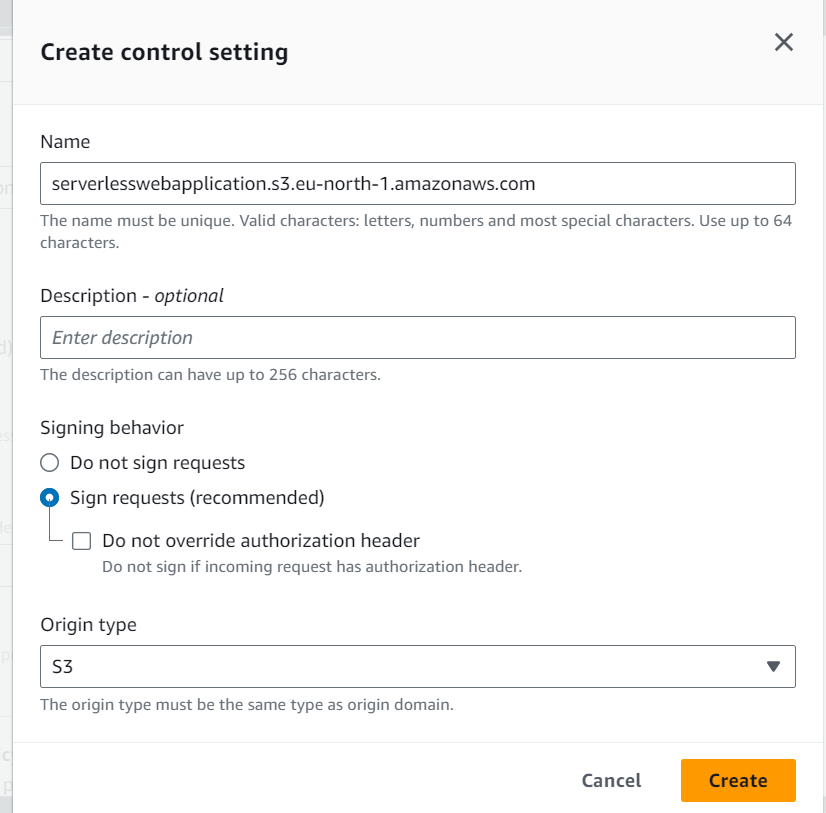 Create control setting
Name
serverlesswebapplication.s3.eu-north-1.amazonaws.com
The name must be unique. Valid characters: letters, numbers and most special characters. Use up to 64
characters.
Description - optional
Enter description
The description can have up to 256 characters.
Signing behavior
Do not sign requests
Sign requests (recommended)
Do not override authorization header
Do not sign if incoming request has authorization header.
Origin type
S3
The origin type must be the same type as origin domain.
Cancel
Create